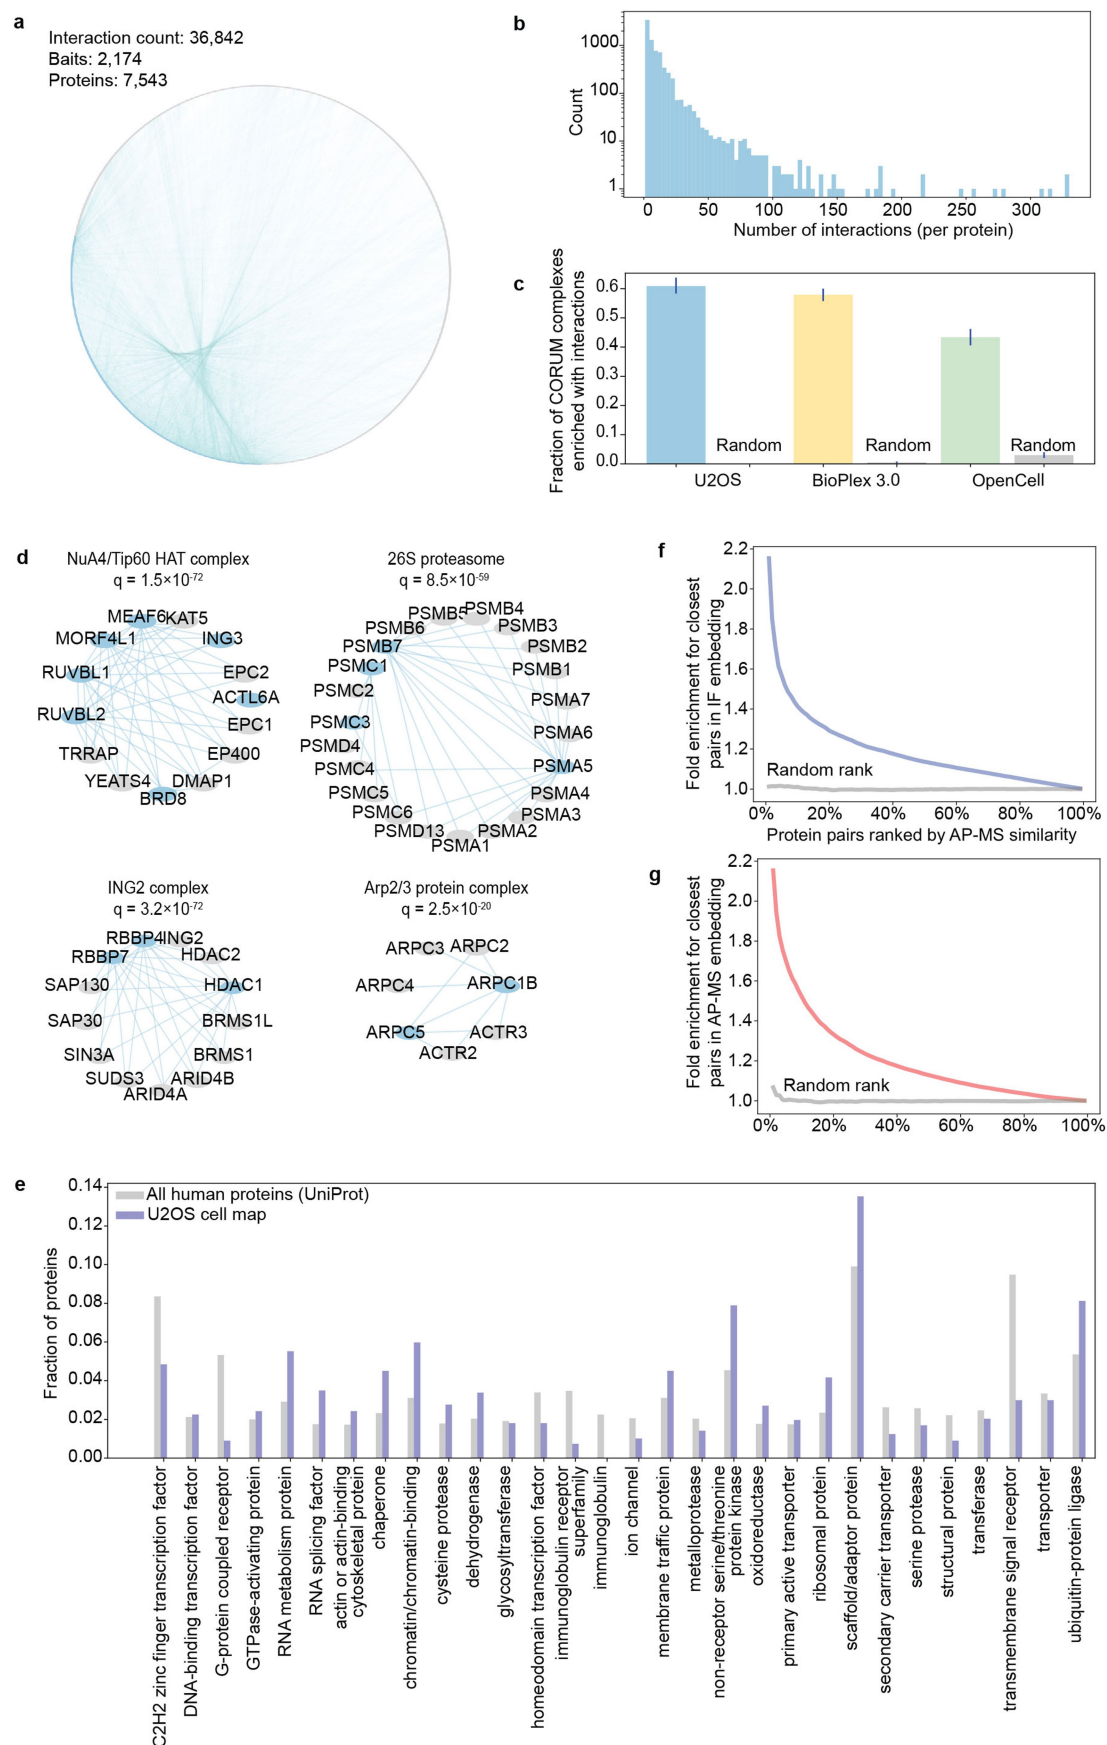 a
Interaction count: 36,842
Baits: 2,174
Proteins: 7,543
b
Count
1000
100
10
1
0 50 100 150 200 250 300
Number of interactions (per protein)
c
Fraction of CORUM complexes
enriched with interactions
0.6
0.5
0.4
0.3
0.2
0.1
0.0
Random Random Random
U2OS BioPlex 3.0 OpenCell
d
NuA4/Tip60 HAT complex
q = 1.5×10-72
MEAF6 KAT5
MORF4L1 ING3
RUVBL1 EPC2
ACTL6A
RUVBL2 EPC1
TRRAP EP400
YEATS4 DMAP1
BRD8
26S proteasome
q = 8.5×10-59
PSMB5 PSMB4
PSMB6 PSMB3
PSMB7 PSMB2
PSMC1 PSMB1
PSMC2 PSMA7
PSMC3 PSMA6
PSMD4
PSMC4 PSMA5
PSMC5 PSMA4
PSMC6 PSMA3
PSMD13 PSMA2
PSMA1
ING2 complex
q = 3.2×10-72
RBBP4 ING2
RBBP7 HDAC2
SAP130 HDAC1
SAP30 BRMS1L
SIN3A BRMS1
SUDS3 ARID4B
ARID4A
Arp2/3 protein complex
q = 2.5×10-20
ARPC3 ARPC2
ARPC4 ARPC1B
ARPC5 ACTR3
ACTR2
f
Fold enrichment for closest
pairs in IF embedding
2.2
2.0
1.8
1.6
1.4
1.2
1.0
Random rank
0% 20% 40% 60% 80% 100%
Protein pairs ranked by AP-MS similarity
g
Fold enrichment for closest
pairs in AP-MS embedding
2.2
2.0
1.8
1.6
1.4
1.2
1.0
Random rank
0% 20% 40% 60% 80% 100%
e
Fraction of proteins
0.14
0.12
0.10
0.08
0.06
0.04
0.02
0.00
All human proteins (UniProt)
U2OS cell map
C2H2 zinc finger transcription factor
DNA-binding transcription factor
G-protein coupled receptor
GTPase-activating protein
RNA metabolism protein
RNA splicing factor
actin or actin-binding
cytoskeletal protein
chaperone
chromatin/chromatin-binding
cysteine protease
dehydrogenase
glycosyltransferase
homeodomain transcription factor
immunoglobulin receptor
superfamily
immunoglobulin
ion channel
membrane traffic protein
metalloprotease
non-receptor serine/threonine
protein kinase
oxidoreductase
primary active transporter
ribosomal protein
scaffold/adaptor protein
secondary carrier transporter
serine protease
structural protein
transferase
transmembrane signal receptor
transporter
ubiquitin-protein ligase